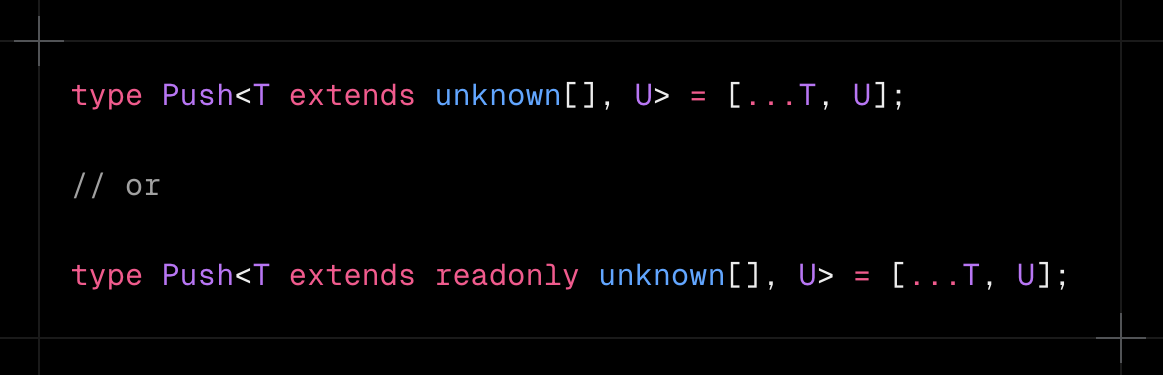 type Push<T extends unknown[], U> = [...T, U];
// or
type Push<T extends readonly unknown[], U> = [...T, U];